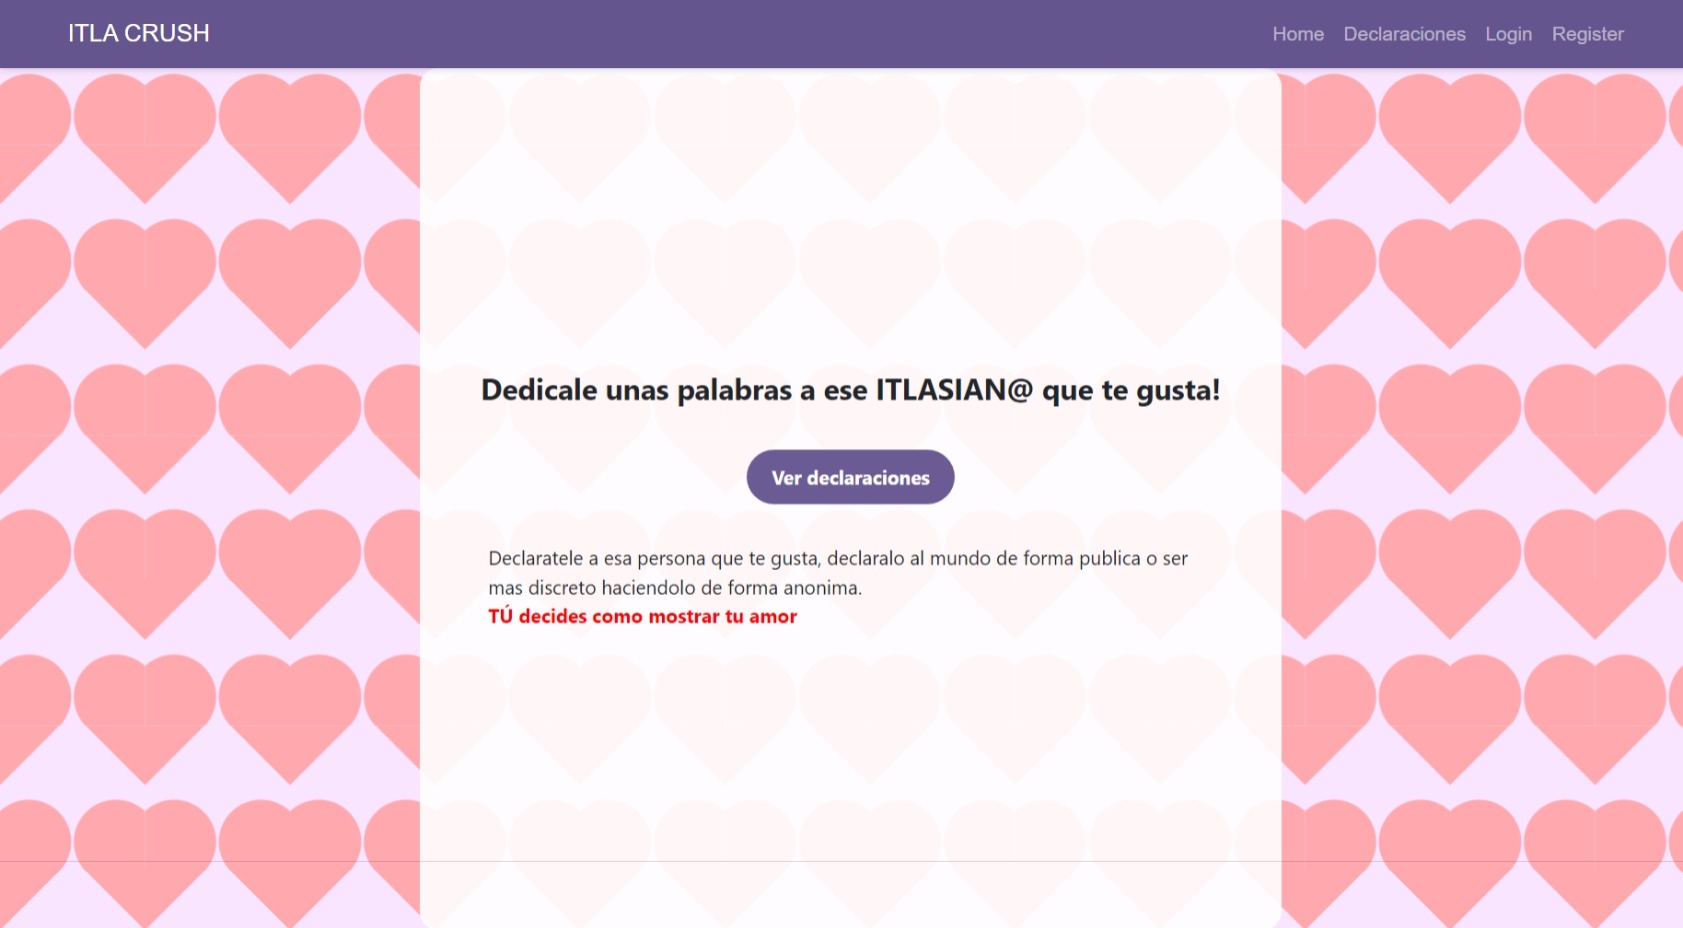 ITLA CRUSH
Home Declaraciones Login Register
Dedicale unas palabras a ese ITLASIAN@ que te gusta!
Ver declaraciones
Declaratele a esa persona que te gusta, declaralo al mundo de forma publica o ser
mas discreto haciendolo de forma anonima.
TÚ decides como mostrar tu amor